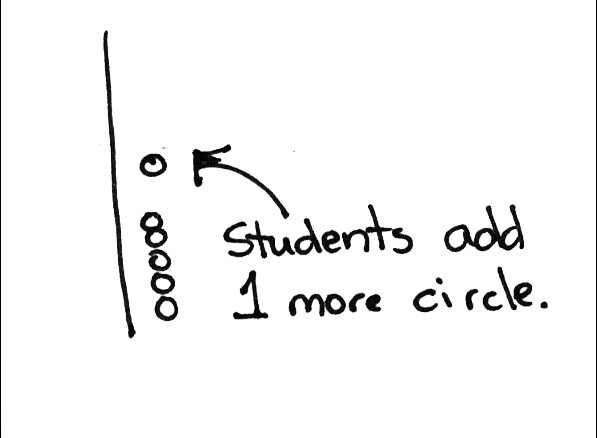 Students add
1 more circle.